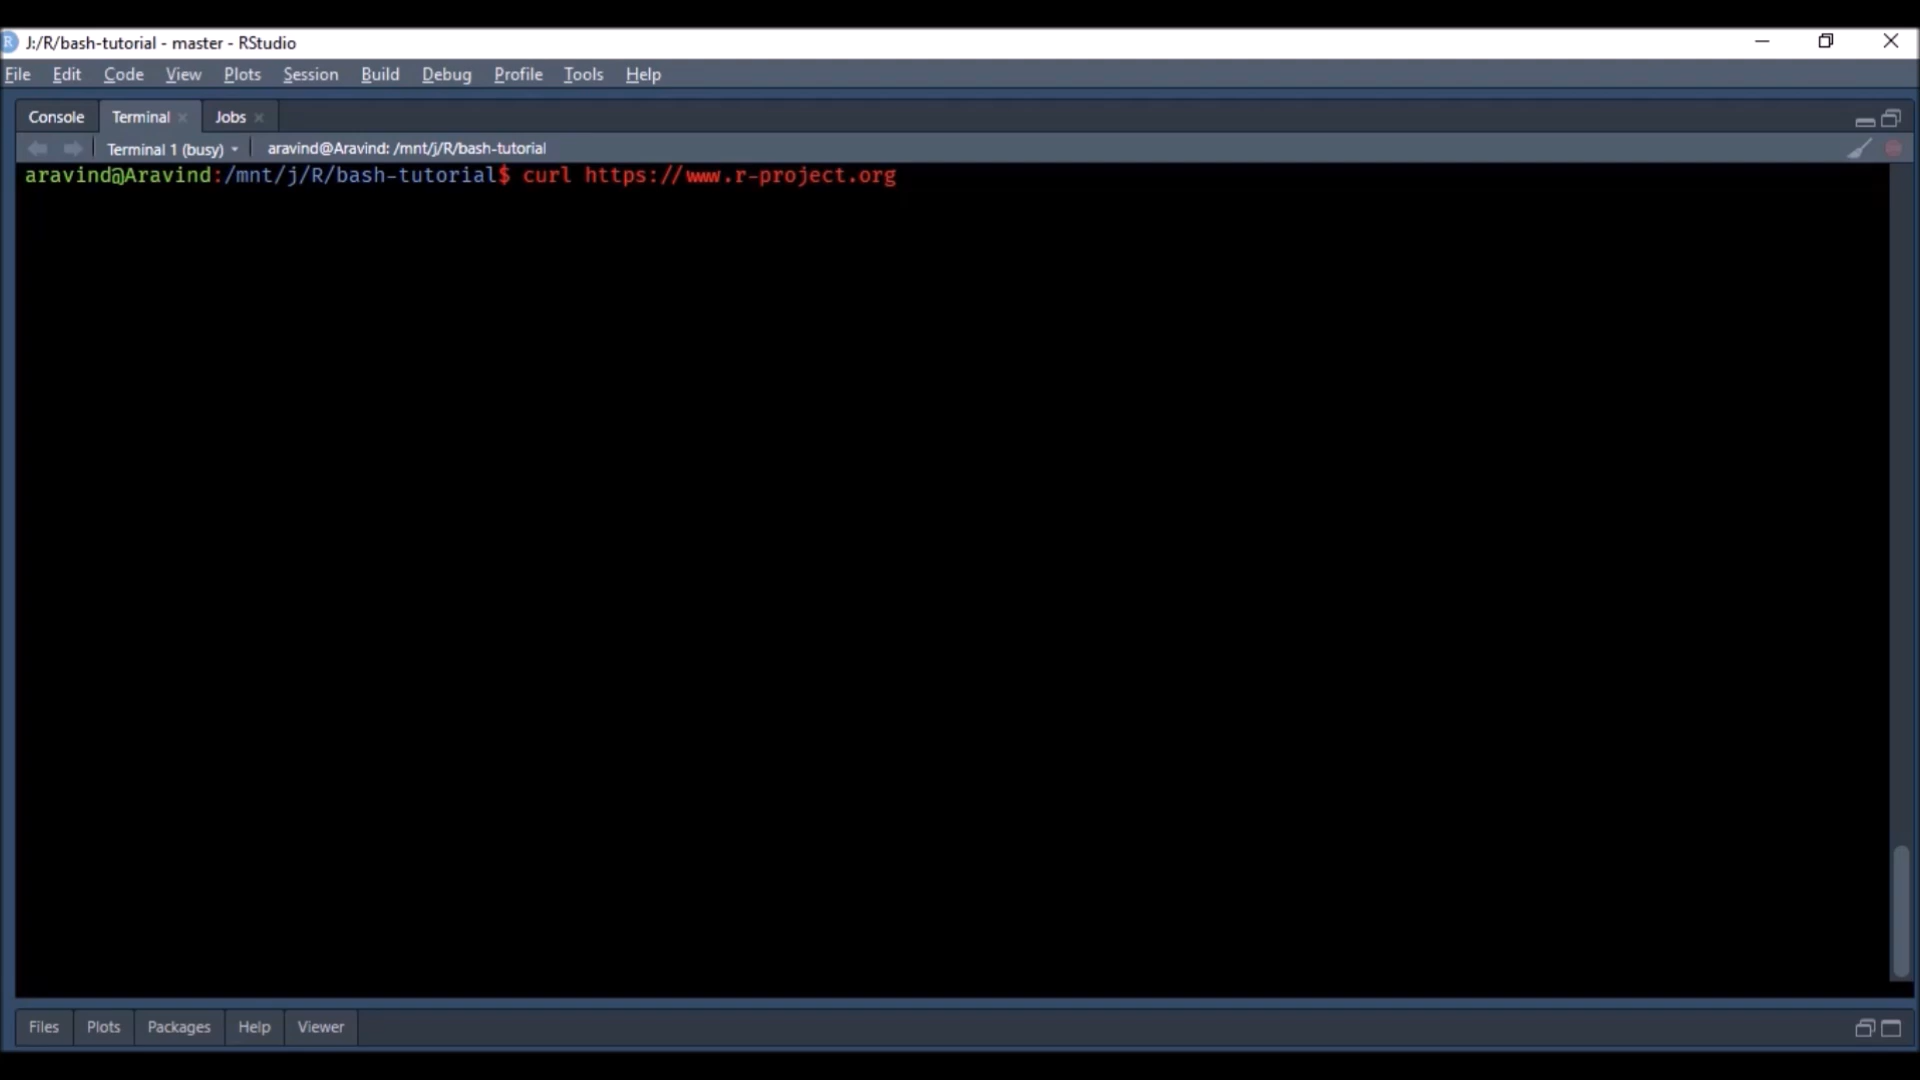 R J:/R/bash-tutorial - master - RStudio
File Edit Code View Plots Session Build Debug Profile Tools Help
Console Terminal Jobs
Terminal 1 (busy) aravind@Aravind: /mnt/j/R/bash-tutorial
aravind@Aravind:/mnt/j/R/bash-tutorial$ curl https://www.r-project.org
Files Plots Packages Help Viewer